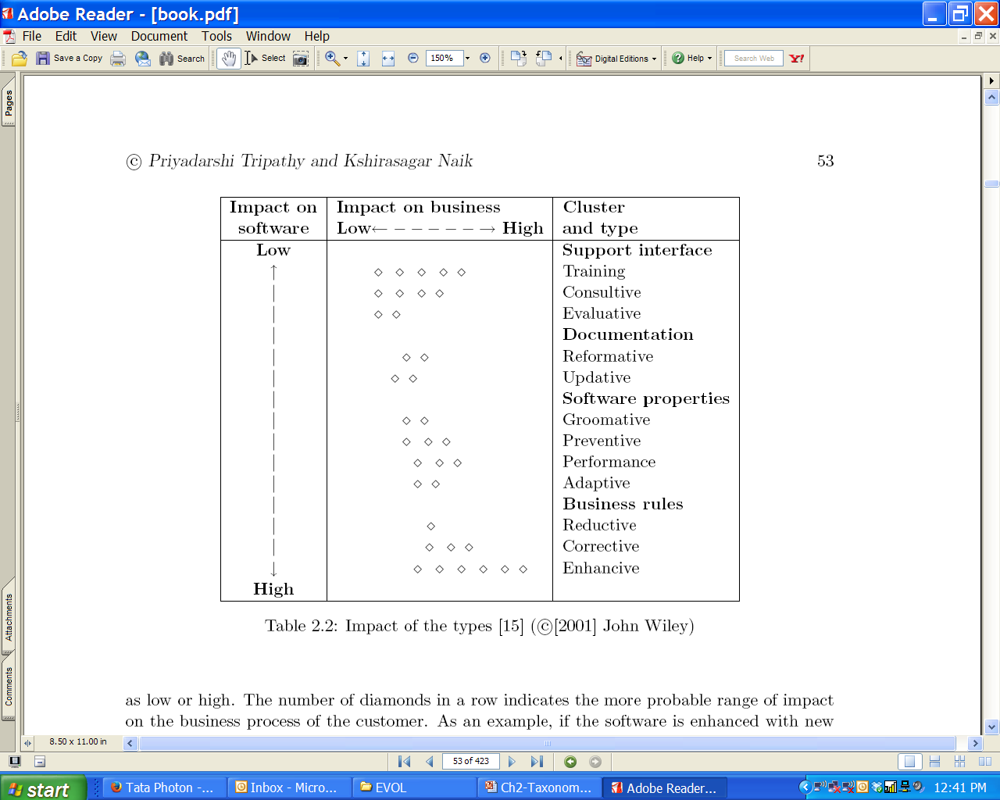 Adobe Reader - [book.pdf]
File Edit View Document Tools Window Help
Save a Copy Search Select 150% Digital Editions Help Search Web Y!
Pages
Attachments
Comments
© Priyadarshi Tripathy and Kshirasagar Naik 53
Impact on Impact on business Cluster
software Low ← − − − − − − → High and type
Low Support interface
↑ ◇ ◇ ◇ ◇ ◇ Training
| ◇ ◇ ◇ ◇ Consultive
| ◇ ◇ Evaluative
| Documentation
| ◇ ◇ Reformative
| ◇ ◇ Updative
| Software properties
| ◇ ◇ Groomative
| ◇ ◇ ◇ Preventive
| ◇ ◇ ◇ Performance
| ◇ ◇ Adaptive
| Business rules
| ◇ Reductive
| ◇ ◇ ◇ Corrective
↓ ◇ ◇ ◇ ◇ ◇ ◇ Enhancive
High
Table 2.2: Impact of the types [15] (©[2001] John Wiley)
as low or high. The number of diamonds in a row indicates the more probable range of impact
on the business process of the customer. As an example, if the software is enhanced with new
8.50 x 11.00 in
53 of 423
start Tata Photon -... Inbox - Micro... EVOL Ch2-Taxonom... Adobe Reader... 12:41 PM